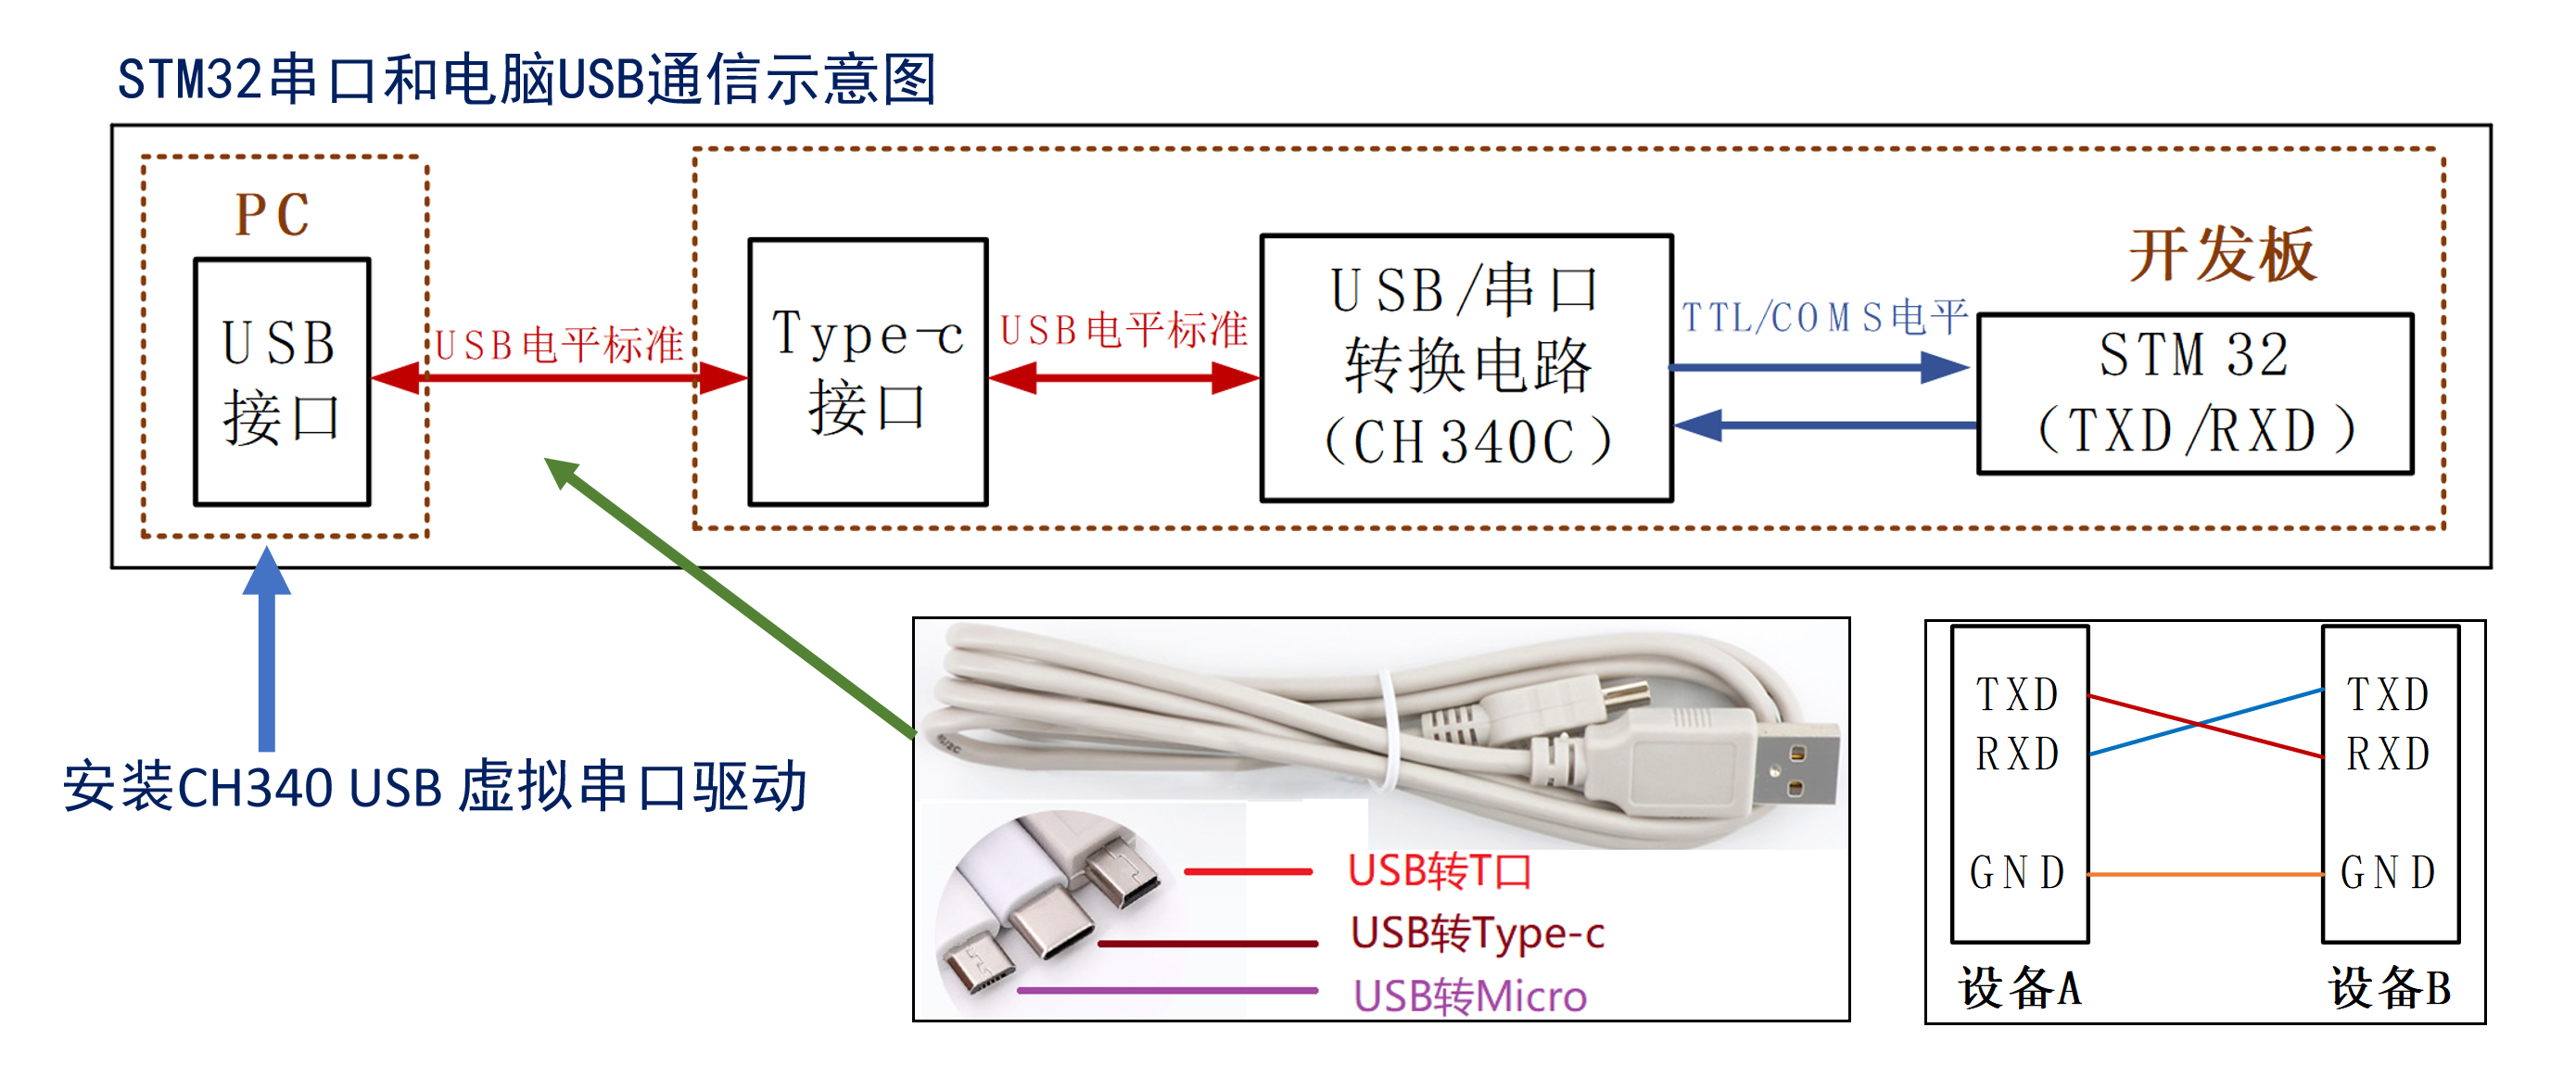 STM32串口和电脑USB通信示意图
PC
USB
接口
USB电平标准
Type-c
接口
USB电平标准
USB/串口
转换电路
(CH340C)
TTL/COMS电平
开发板
STM32
(TXD/RXD)
安装CH340 USB 虚拟串口驱动
USB转T口
USB转Type-c
USB转Micro
TXD
RXD
GND
设备A
TXD
RXD
GND
设备B